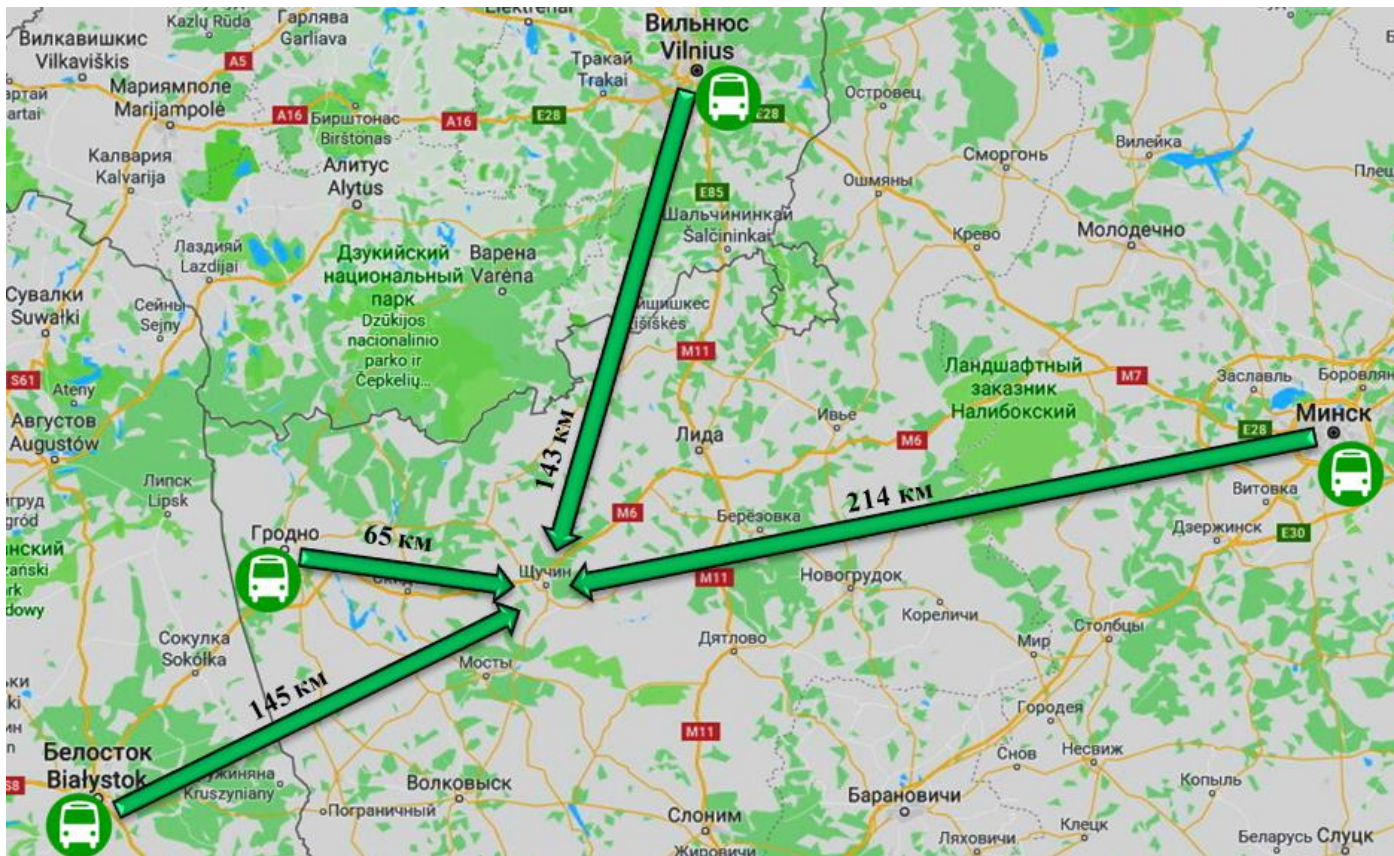 Kazlų Rūda
Гарлява
Garliava
Вилкавишкис
Vilkaviškis
A5
Вильнюс
Vilnius
Тракай
Trakai
Мариямполе
Marijampolė
A16
Бирштонас
Birštonas
A16
E28
E28
Островец
Калвария
Kalvarija
Алитус
Alytus
E85
Сморгонь
Вилейка
Ошмяны
Шальчининкай
Šalčininkai
Лаздияй
Lazdijai
Дзукийский
национальный
парк
Dzūkijos
nacionalinio
parko ir
Čepkelių...
Варена
Varėna
Крево
Молодечно
Сувалки
Suwałki
Сейны
Sejny
M11
S61
Ateny
Августов
Augustów
Ландшафтный
заказник
Налибокский
M7
Заславль
Боровлян
Ивье
Лида
M6
E28
Минск
143 км
214 км
Липск
Lipsk
M6
Берёзовка
Витовка
Дзержинск
E30
Гродно
65 км
Щучин
M11
Новогрудок
Кореличи
Сокулка
Sokółka
Мосты
Дятлово
Мир
Столбцы
145 км
Городея
M11
Белосток
Białystok
Снов
Несвиж
S8
Kruszyniany
Волковыск
Копыль
Пограничный
Барановичи
Слоним
Клецк
Ляховичи
Беларусь
Слуцк
Жировичи